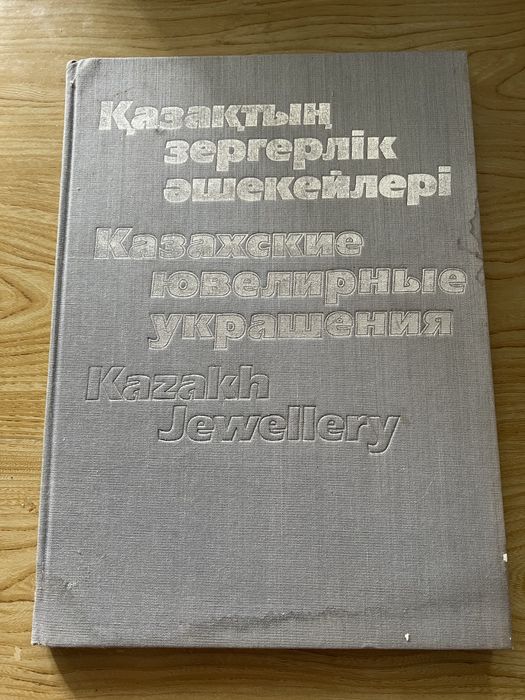 Қазақтың
зергерлік
әшекейлері
Казахские
ювелирные
украшения
Kazakh
Jewellery